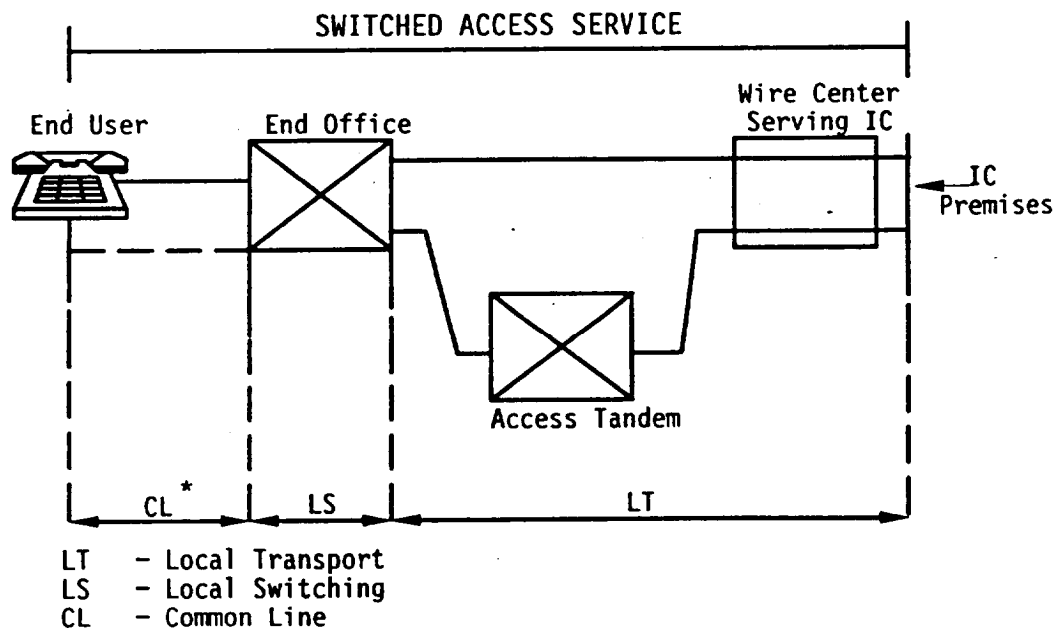 SWITCHED ACCESS SERVICE
Wire Center
Serving IC
End User
End Office
IC
Premises
Access Tandem
CL *
LS
LT
LT - Local Transport
LS - Local Switching
CL - Common Line